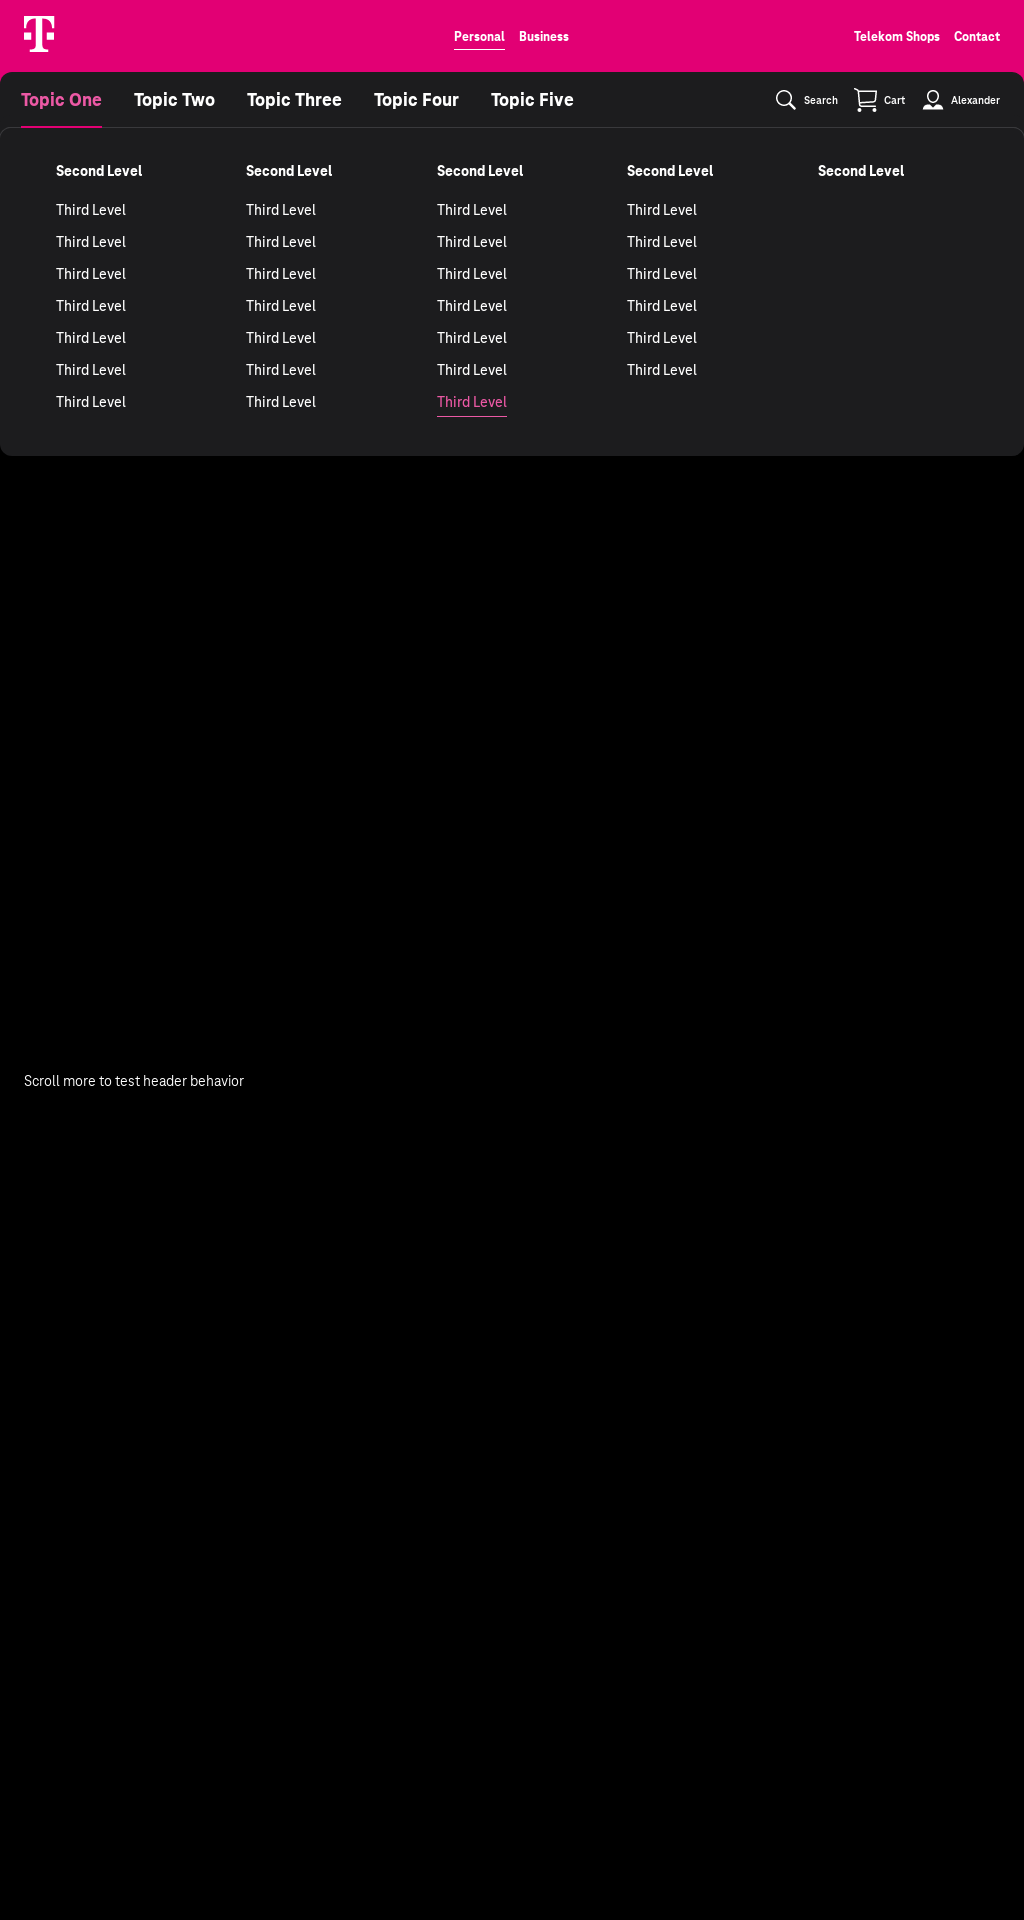 T
Personal Business Telekom Shops Contact
Topic One Topic Two Topic Three Topic Four Topic Five Search Cart Alexander
Second Level Second Level Second Level Second Level Second Level
Third Level Third Level Third Level Third Level
Third Level Third Level Third Level Third Level
Third Level Third Level Third Level Third Level
Third Level Third Level Third Level Third Level
Third Level Third Level Third Level Third Level
Third Level Third Level Third Level Third Level
Third Level Third Level Third Level
Scroll more to test header behavior